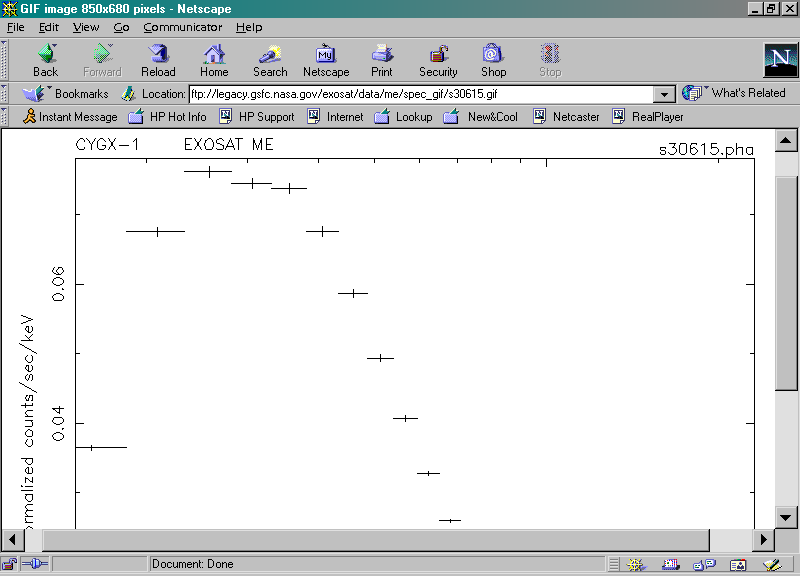 GIF image 850x680 pixels - Netscape
File Edit View Go Communicator Help
Back Forward Reload Home Search Netscape Print Security Shop Stop
My
N
Bookmarks Location: ftp://legacy.gsfc.nasa.gov/exosat/data/me/spec_gif/s30615.gif What's Related
Instant Message HP Hot Info HP Support Internet Lookup New&Cool Netcaster RealPlayer
CYGX-1 EXOSAT ME s30615.pha
0.06
0.04
ormalized counts/sec/keV
Document: Done